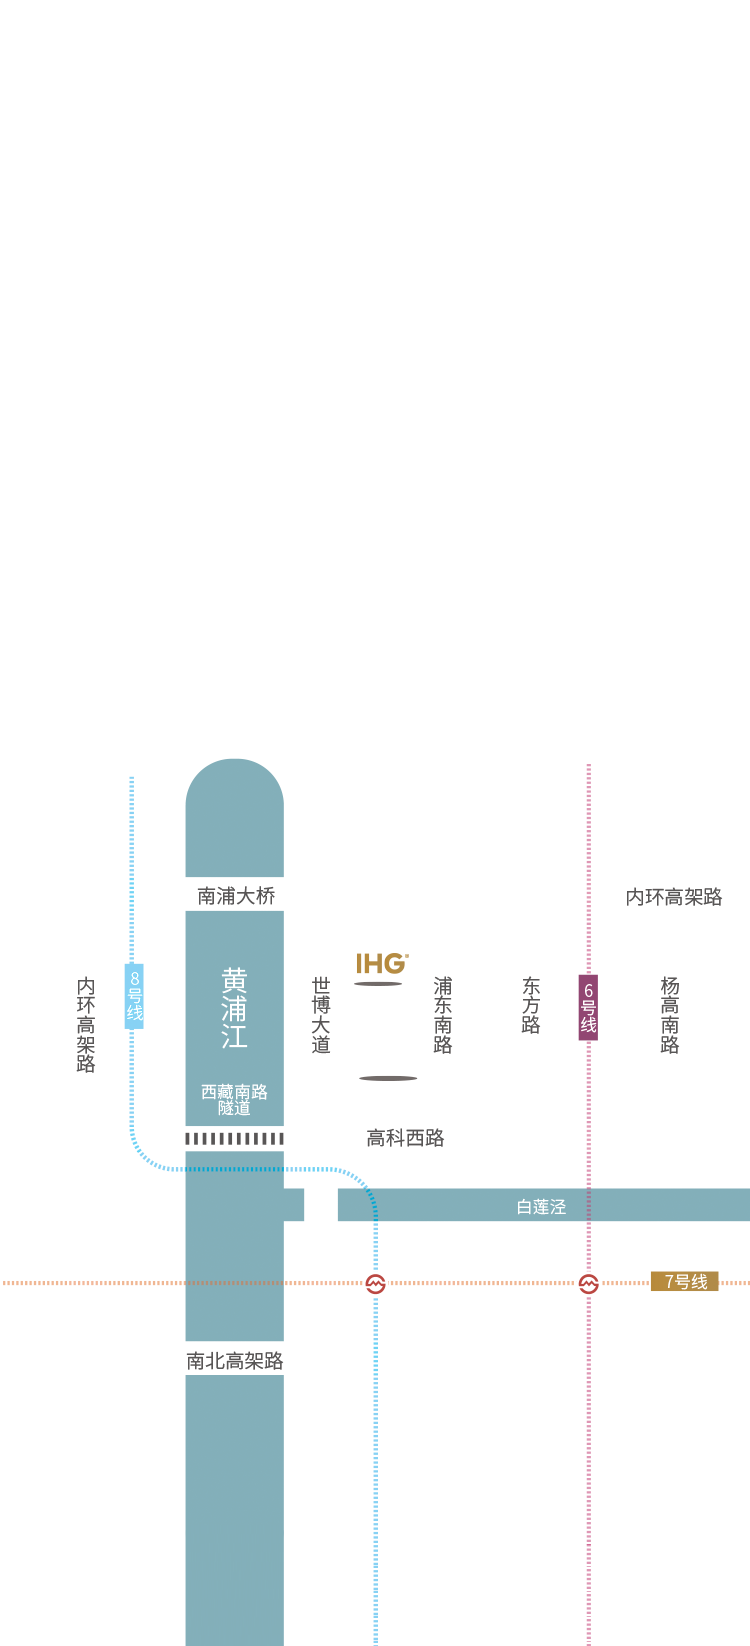 南浦大桥
内环高架路
IHG®
内环高架路
8号线
黄浦江
世博大道
浦东南路
东方路
6号线
杨高南路
西藏南路
隧道
高科西路
白莲泾
7号线
南北高架路